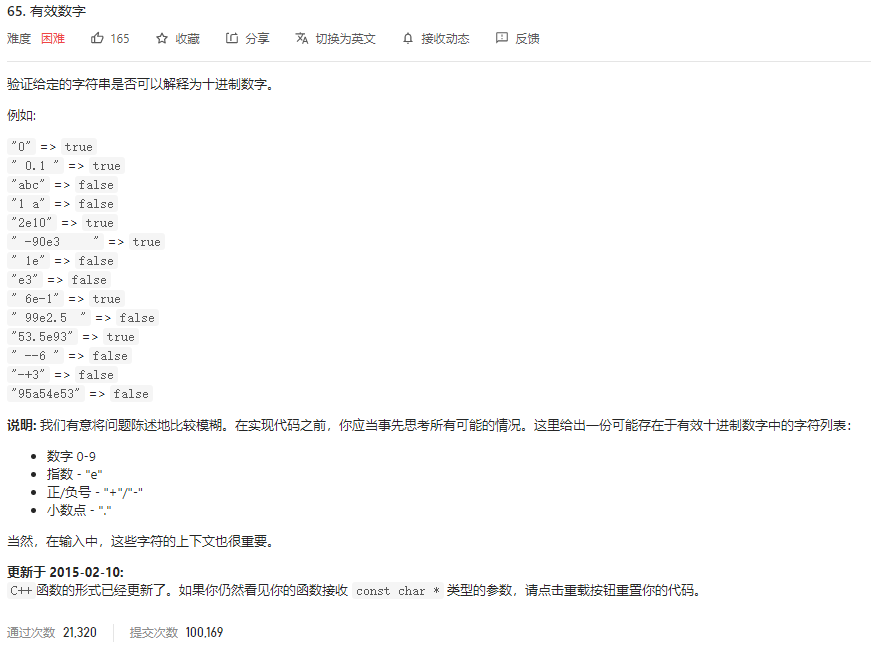 65. 有效数字
难度 困难 165 收藏 分享 切换为英文 接收动态 反馈
验证给定的字符串是否可以解释为十进制数字。
例如:
"0" => true
" 0.1 " => true
"abc" => false
"1 a" => false
"2e10" => true
" -90e3     " => true
" 1e" => false
"e3" => false
" 6e-1" => true
" 99e2.5  " => false
"53.5e93" => true
" --6 " => false
"-+3" => false
"95a54e53" => false
说明: 我们有意将问题陈述地比较模糊。在实现代码之前，你应当事先思考所有可能的情况。这里给出一份可能存在于有效十进制数字中的字符列表：
• 数字 0-9
• 指数 - "e"
• 正/负号 - "+"/"-"
• 小数点 - "."
当然，在输入中，这些字符的上下文也很重要。
更新于 2015-02-10:
C++ 函数的形式已经更新了。如果你仍然看见你的函数接收 const char * 类型的参数，请点击重载按钮重置你的代码。
通过次数 21,320 提交次数 100,169